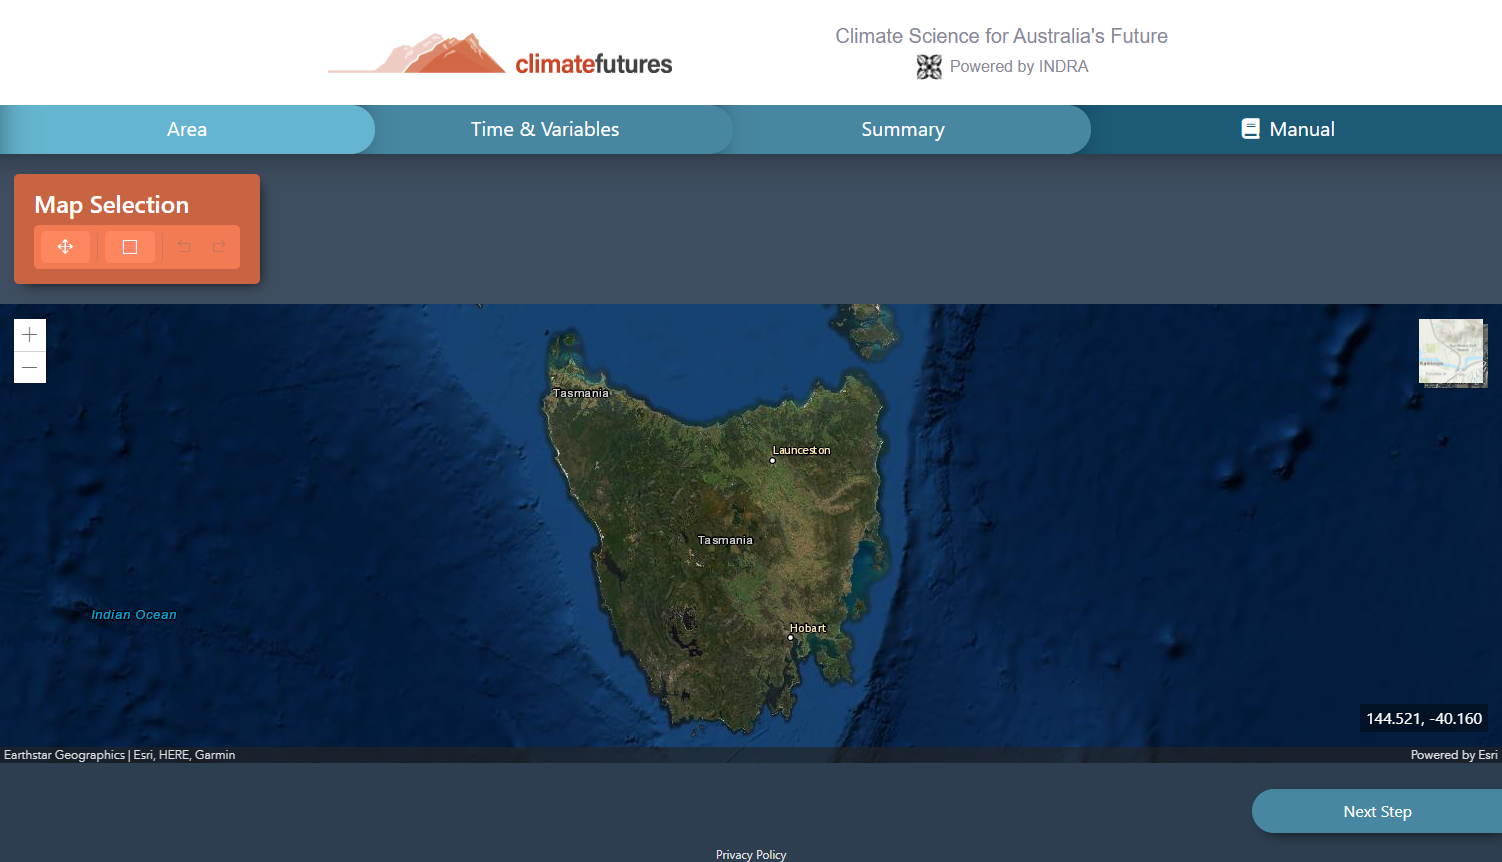 climatefutures
Climate Science for Australia's Future
Powered by INDRA
Area
Time & Variables
Summary
Manual
Map Selection
Tasmania
Launceston
Tasmania
Indian Ocean
Hobart
144.521, -40.160
Earthstar Geographics | Esri, HERE, Garmin
Powered by Esri
Next Step
Privacy Policy